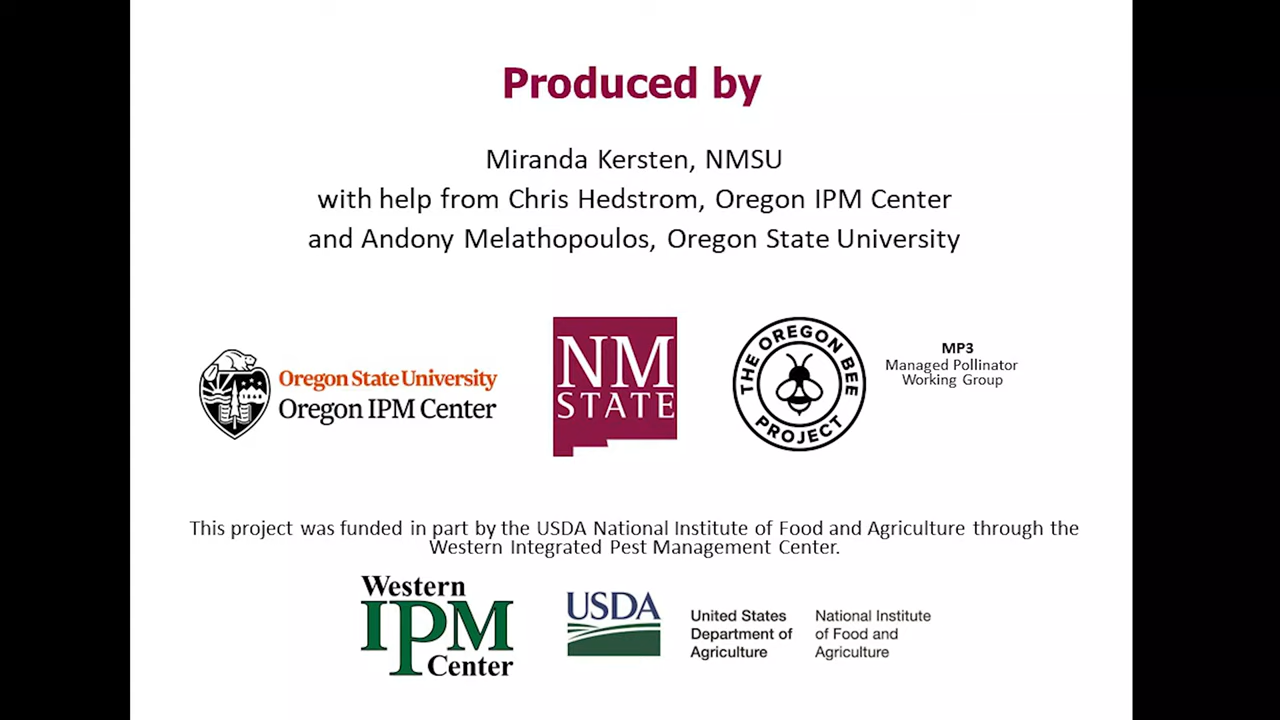 Produced by
Miranda Kersten, NMSU
with help from Chris Hedstrom, Oregon IPM Center
and Andony Melathopoulos, Oregon State University
Oregon State University
Oregon IPM Center
NM
STATE
THE OREGON BEE
PROJECT
MP3
Managed Pollinator
Working Group
This project was funded in part by the USDA National Institute of Food and Agriculture through the
Western Integrated Pest Management Center.
Western
IPM
Center
USDA
United States
Department of
Agriculture
National Institute
of Food and
Agriculture